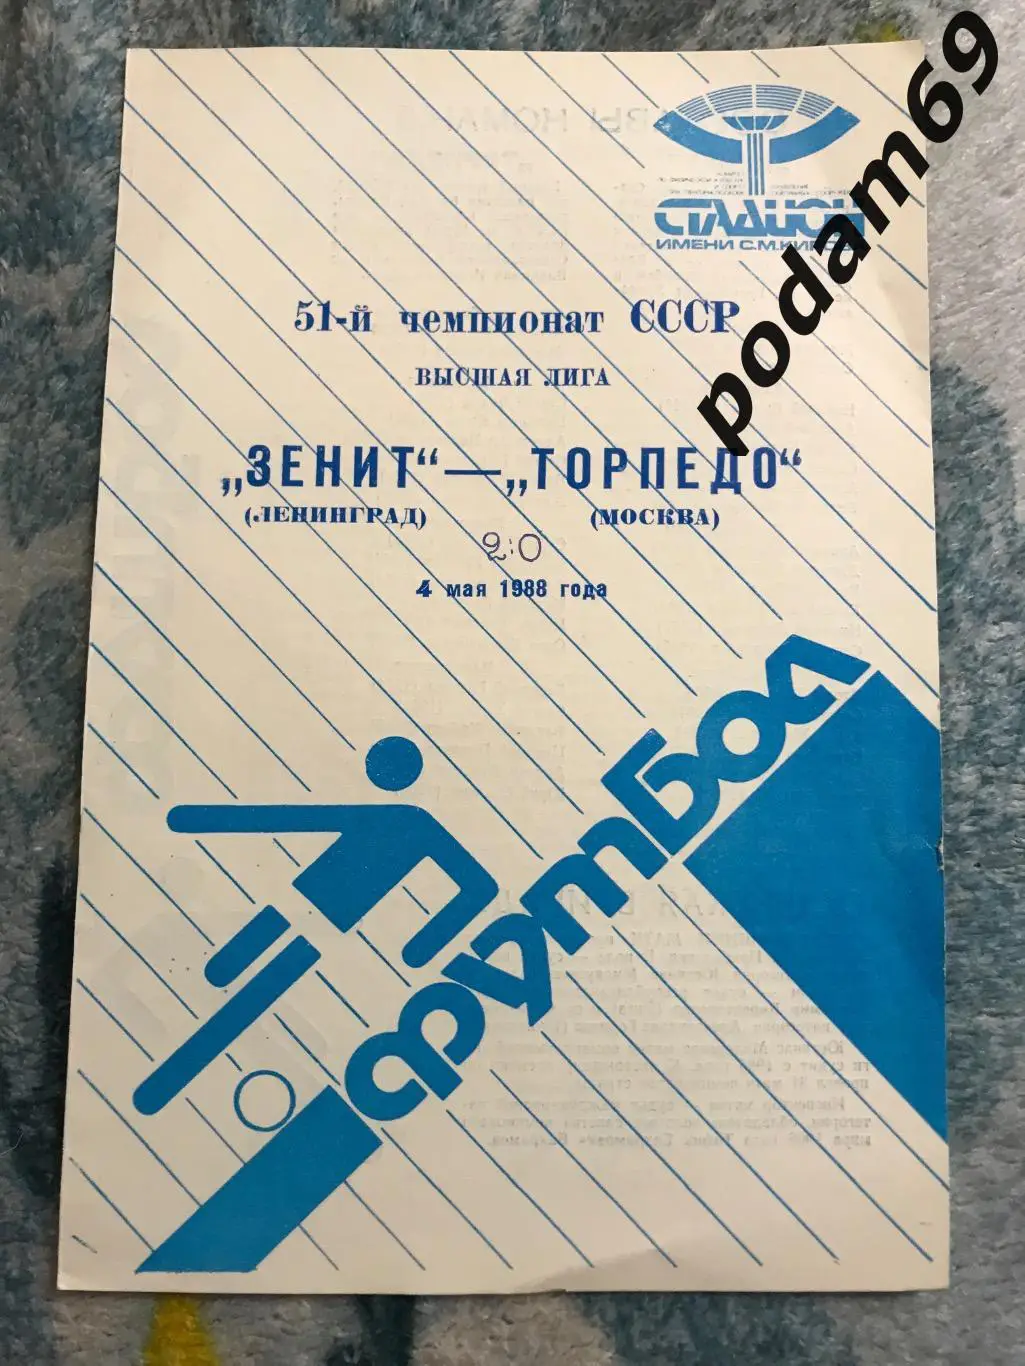 podam69
СТАДИОН
ИМЕНИ С.М.КИРОВА
51-й чемпионат СССР
ВЫСШАЯ ЛИГА
„ЗЕНИТ“ — „ТОРПЕДО“
(ЛЕНИНГРАД) (МОСКВА)
2:0
4 мая 1988 года
футбол